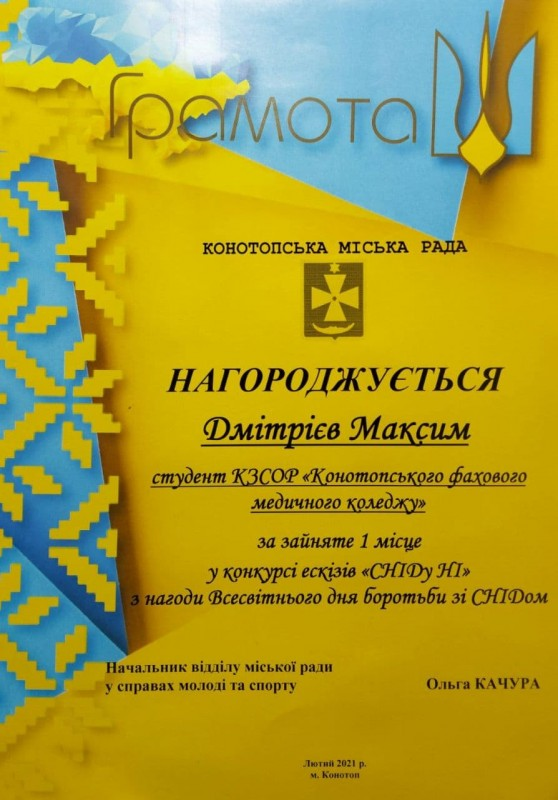 Грамота
КОНОТОПСЬКА МІСЬКА РАДА
НАГОРОДЖУЄТЬСЯ
Дмітрієв Максим
студент КЗСОР «Конотопського фахового
медичного коледжу»
за зайняте 1 місце
у конкурсі ескізів «СНІДу НІ»
з нагоди Всесвітнього дня боротьби зі СНІДом
Начальник відділу міської ради
у справах молоді та спорту
Ольга КАЧУРА
Лютий 2021 р.
м. Конотоп